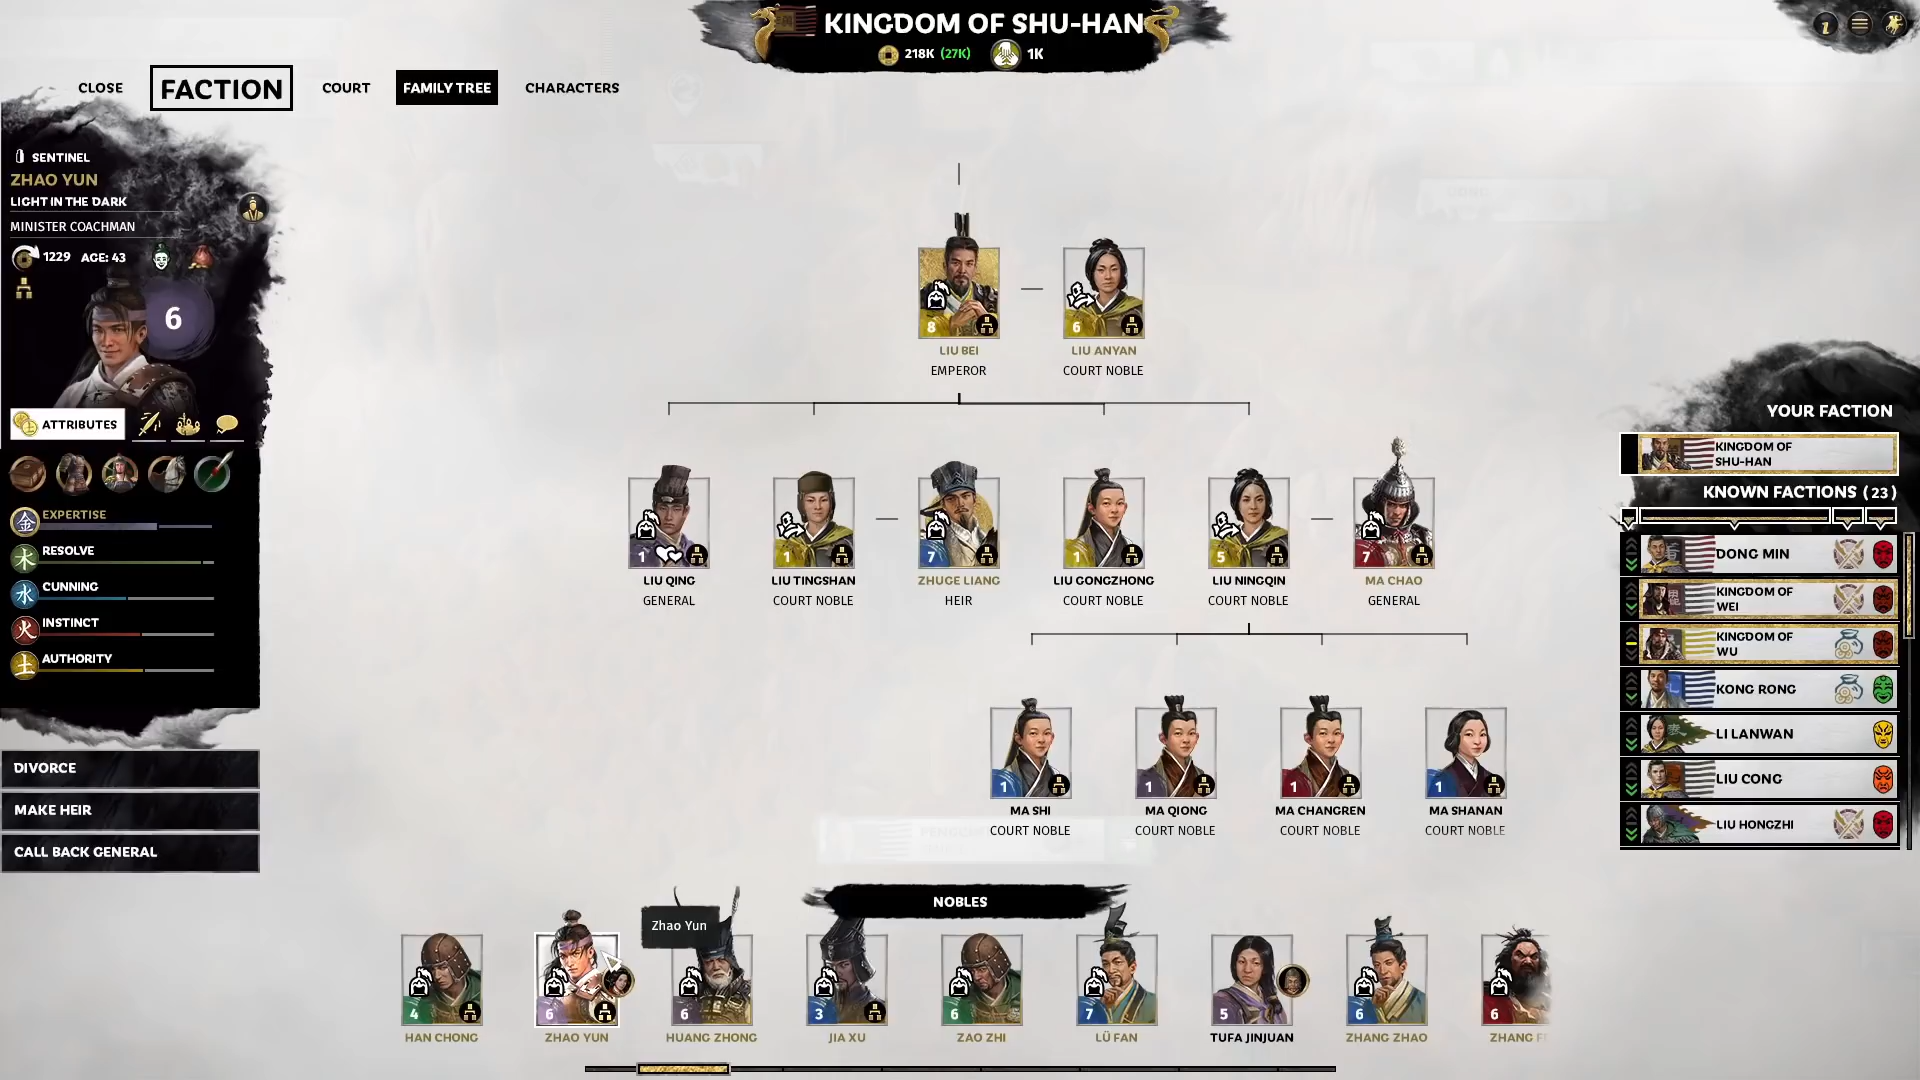 KINGDOM OF SHU-HAN
218K (27K)
1K
CLOSE
FACTION
COURT
FAMILY TREE
CHARACTERS
SENTINEL
ZHAO YUN
LIGHT IN THE DARK
MINISTER COACHMAN
1229 AGE: 43
6
ATTRIBUTES
金 EXPERTISE
木 RESOLVE
水 CUNNING
火 INSTINCT
土 AUTHORITY
DIVORCE
MAKE HEIR
CALL BACK GENERAL
8
LIU BEI
EMPEROR
6
LIU ANYAN
COURT NOBLE
1
LIU QING
GENERAL
1
LIU TINGSHAN
COURT NOBLE
7
ZHUGE LIANG
HEIR
1
LIU GONGZHONG
COURT NOBLE
5
LIU NINGQIN
COURT NOBLE
7
MA CHAO
GENERAL
1
MA SHI
COURT NOBLE
1
MA QIONG
COURT NOBLE
1
MA CHANGREN
COURT NOBLE
1
MA SHANAN
COURT NOBLE
NOBLES
4
HAN CHONG
6
ZHAO YUN
Zhao Yun
6
HUANG ZHONG
3
JIA XU
6
ZAO ZHI
7
LÜ FAN
5
TUFA JINJUAN
6
ZHANG ZHAO
6
ZHANG
YOUR FACTION
KINGDOM OF
SHU-HAN
KNOWN FACTIONS (23)
DONG MIN
KINGDOM OF
WEI
KINGDOM OF
WU
KONG RONG
LI LANWAN
LIU CONG
LIU HONGZHI